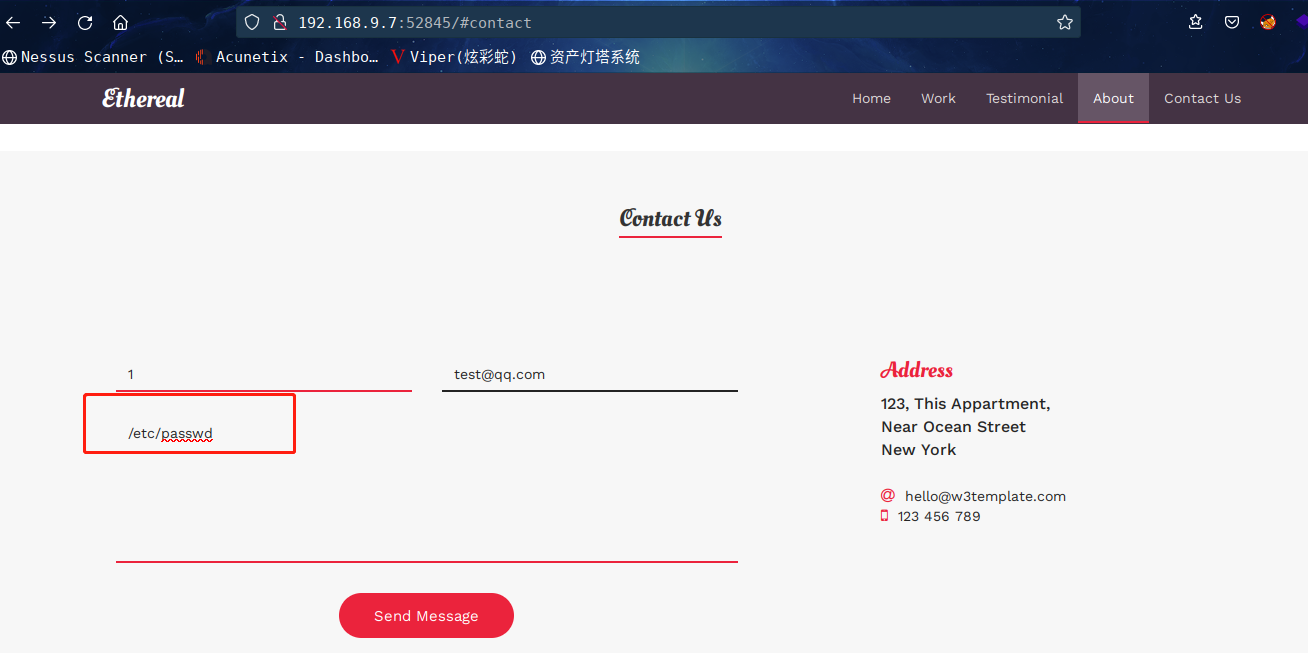 192.168.9.7:52845/#contact
Nessus Scanner (S… Acunetix - Dashbo… Viper(炫彩蛇) 资产灯塔系统
Ethereal Home Work Testimonial About Contact Us
Contact Us
1 test@qq.com
/etc/passwd
Send Message
Address
123, This Appartment,
Near Ocean Street
New York
hello@w3template.com
123 456 789